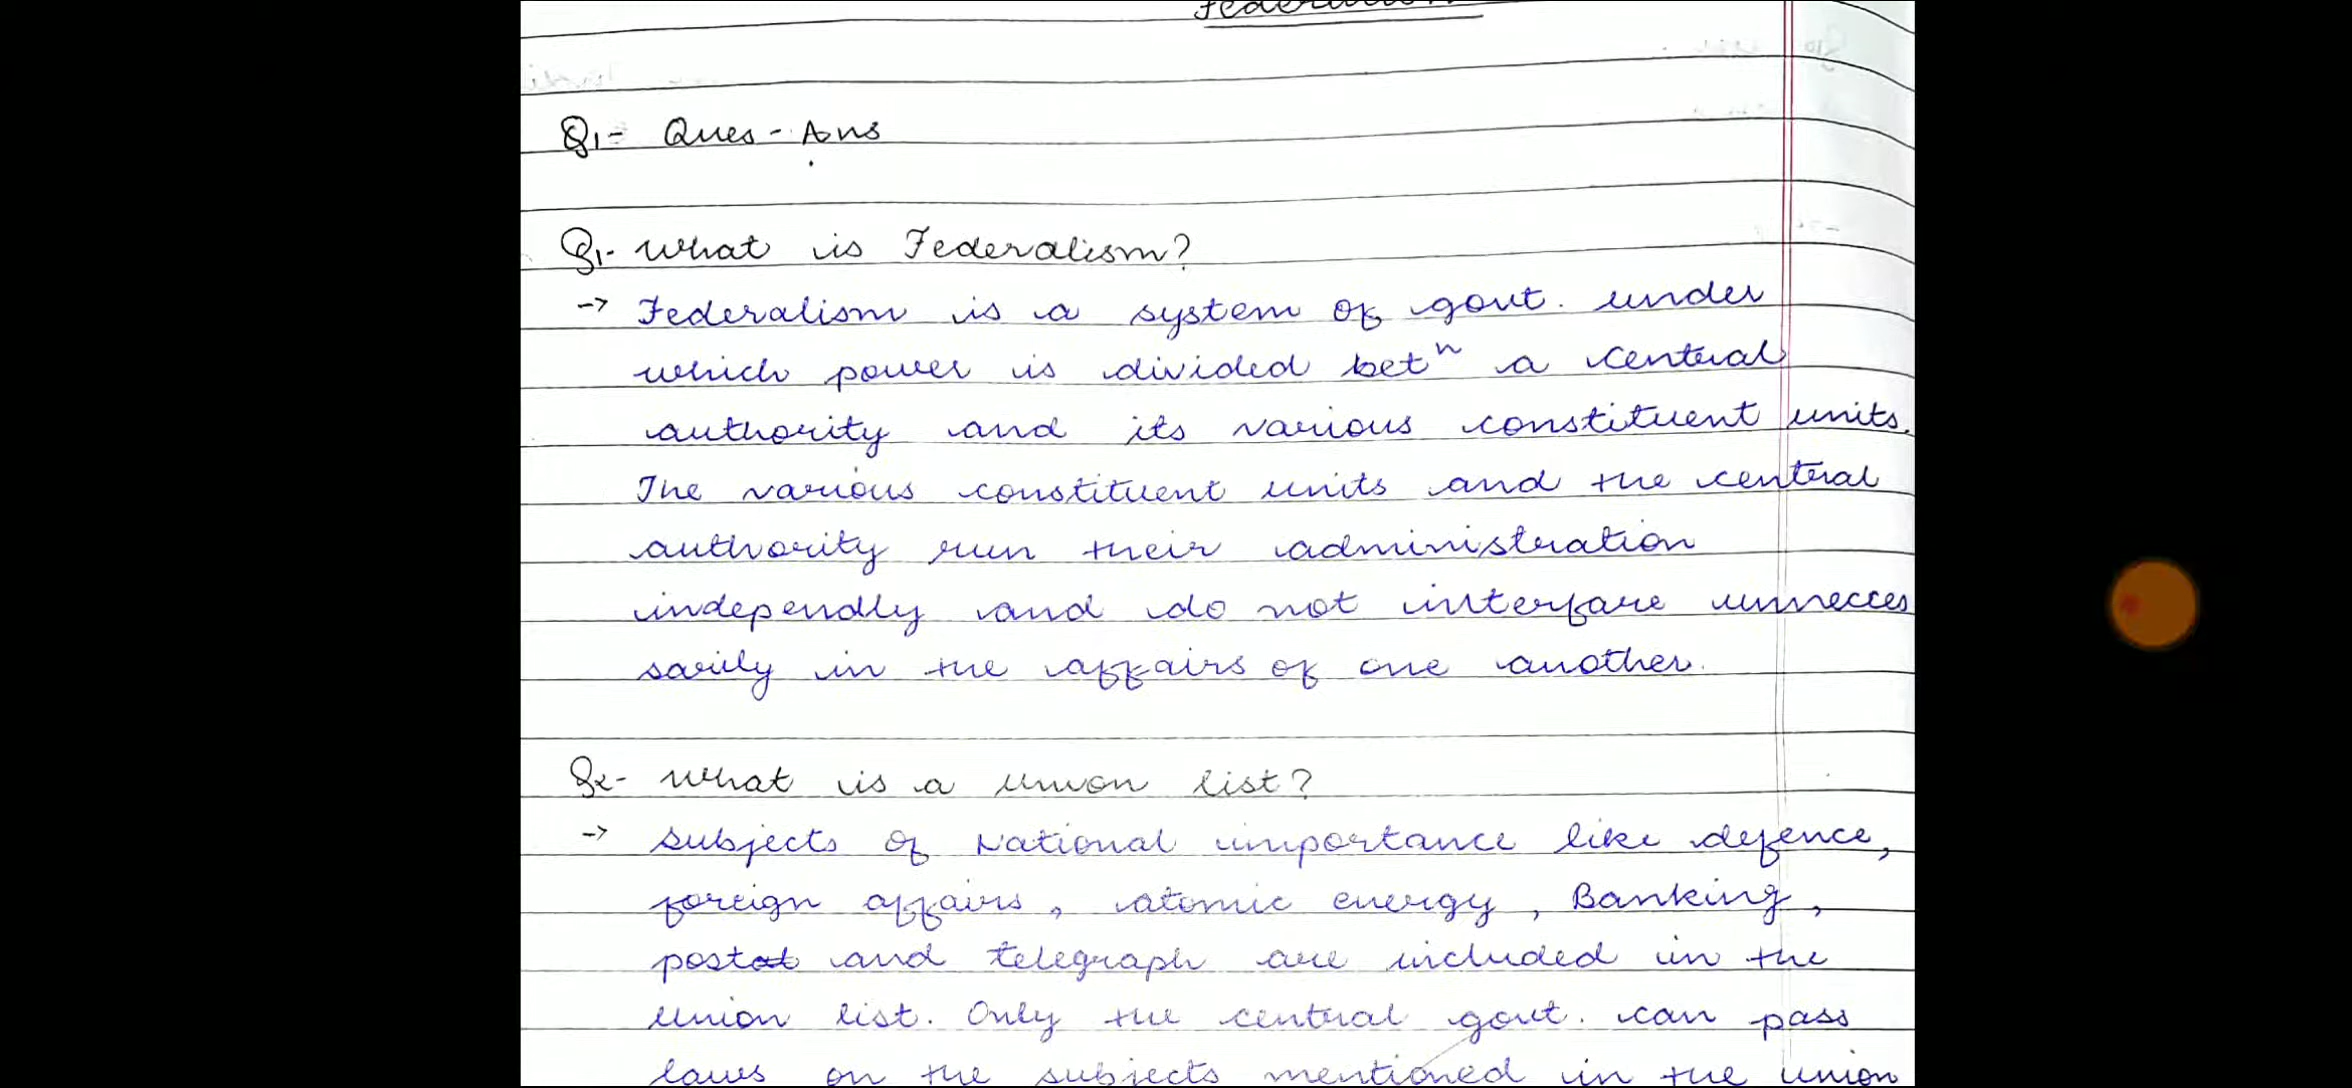 Federalism
Q1- Ques-Ans
Q1- What is Federalism?
-> Federalism is a system of govt. under
which power is divided betⁿ a central
authority and its various constituent units.
The various constituent units and the central
authority run their administration
independly and do not interfare unnecces
sarily in the affairs of one another.
Q2- What is a union list?
-> subjects of National importance like defence,
foreign affairs, atomic energy, Banking,
post and telegraph are included in the
union list. Only the central govt. can pass
laws on the subjects mentioned in the union